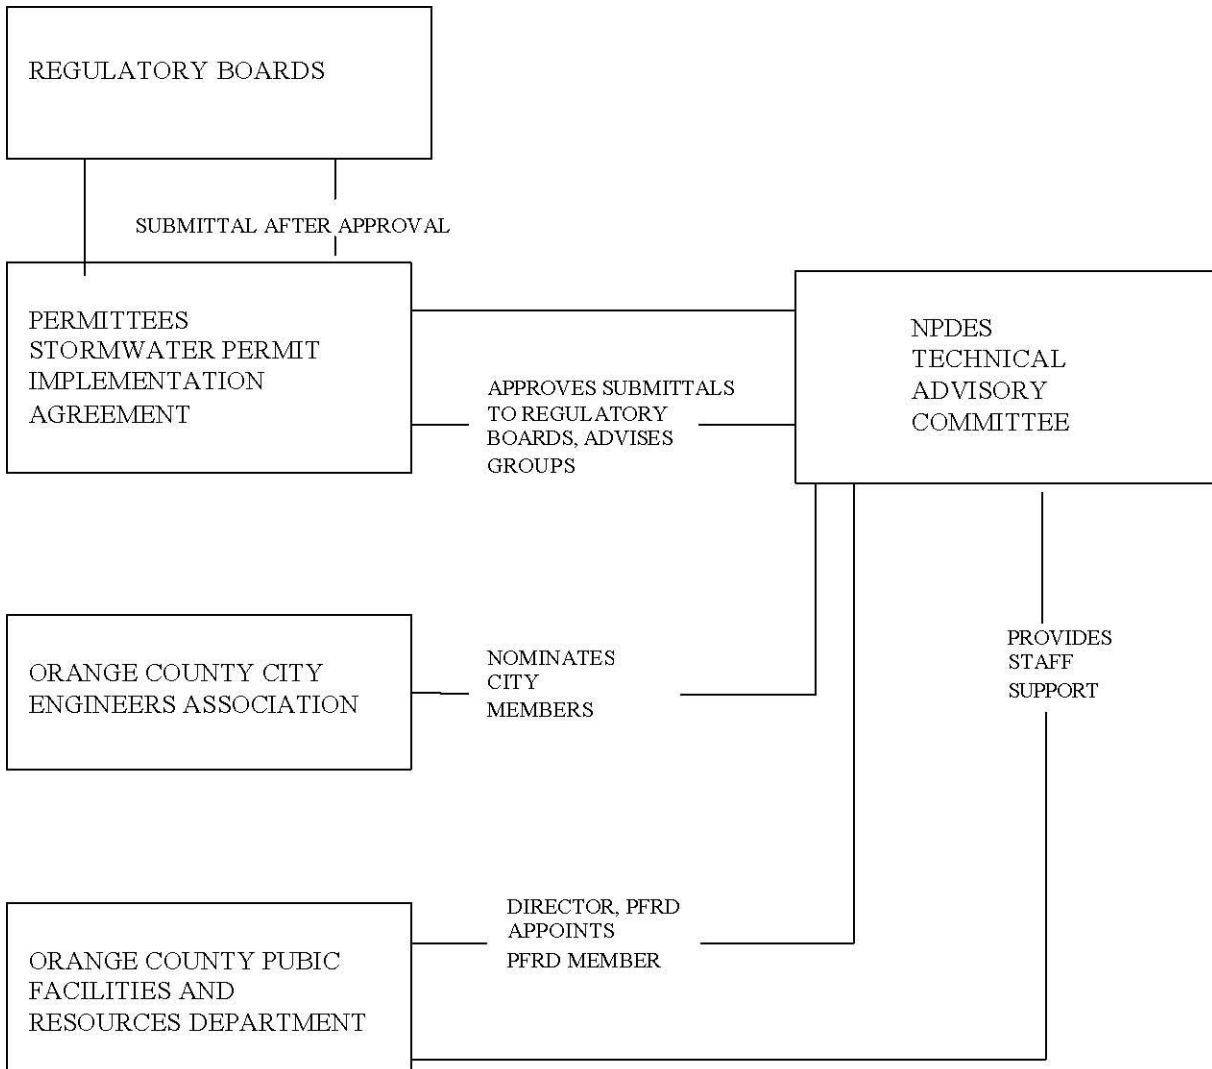 REGULATORY BOARDS
SUBMITTAL AFTER APPROVAL
PERMITTEES
STORMWATER PERMIT
IMPLEMENTATION
AGREEMENT
APPROVES SUBMITTALS
TO REGULATORY
BOARDS, ADVISES
GROUPS
NPDES
TECHNICAL
ADVISORY
COMMITTEE
ORANGE COUNTY CITY
ENGINEERS ASSOCIATION
NOMINATES
CITY
MEMBERS
PROVIDES
STAFF
SUPPORT
ORANGE COUNTY PUBIC
FACILITIES AND
RESOURCES DEPARTMENT
DIRECTOR, PFRD
APPOINTS
PFRD MEMBER